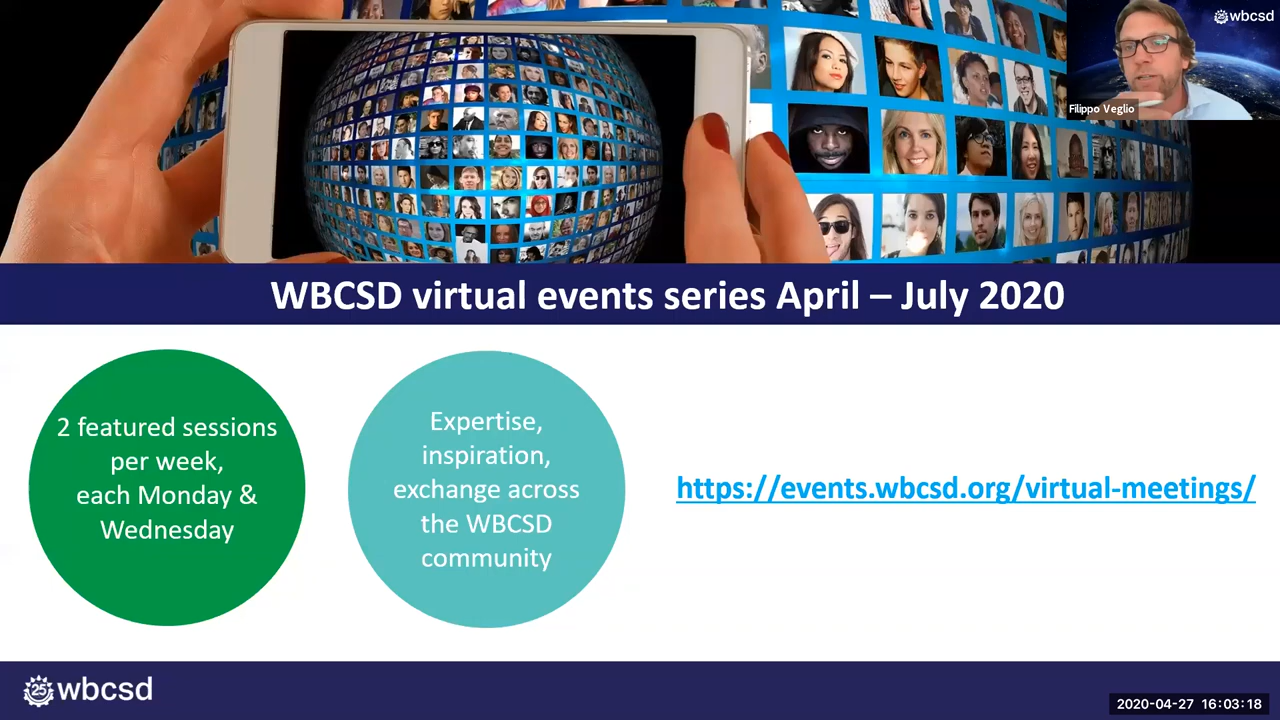 wbcsd
Filippo Veglio
WBCSD virtual events series April – July 2020
2 featured sessions
per week,
each Monday &
Wednesday
Expertise,
inspiration,
exchange across
the WBCSD
community
https://events.wbcsd.org/virtual-meetings/
25 wbcsd
2020-04-27 16:03:18